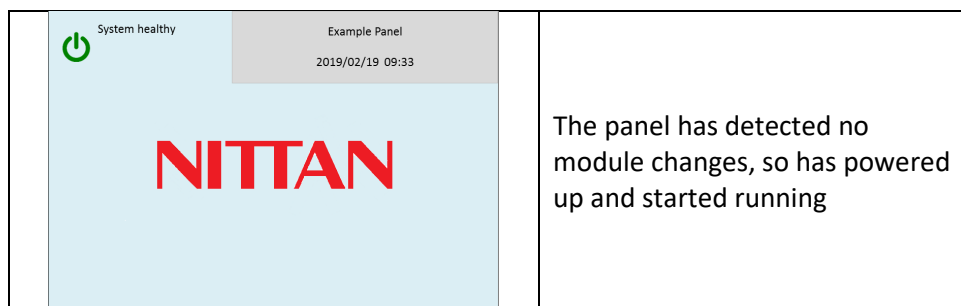 System healthy
Example Panel
2019/02/19 09:33
NITTAN
The panel has detected no
module changes, so has powered
up and started running